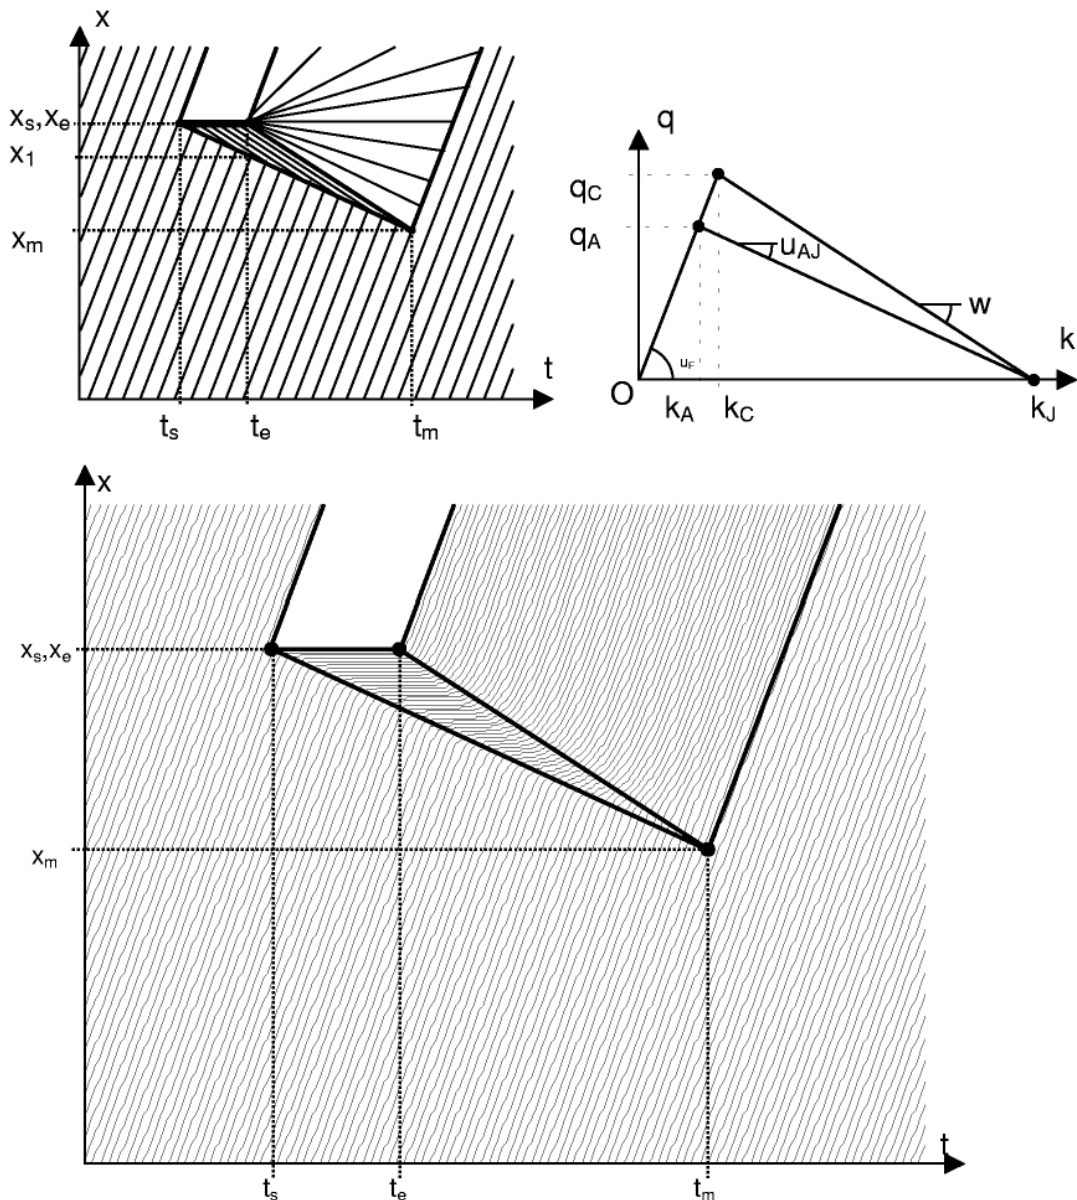 x
x_s,x_e
x_1
x_m
t
t_s t_e t_m
q
q_C
q_A
u_AJ
w
k
u_F
O k_A k_C k_J
x
x_s,x_e
x_m
t
t_s t_e t_m